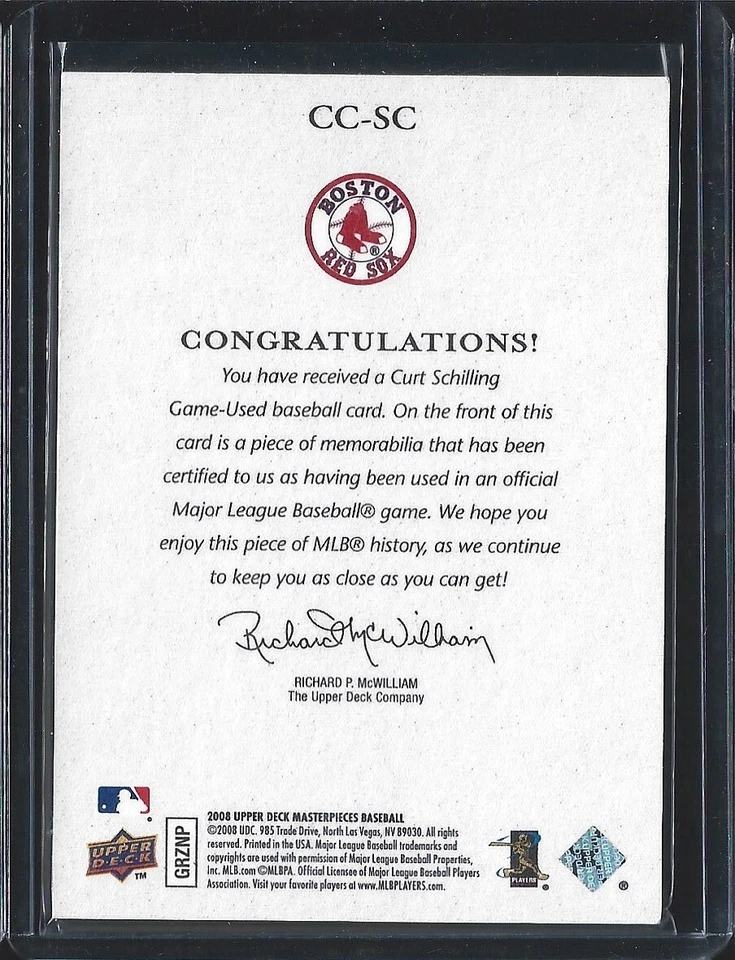 CC-SC
BOSTON
RED SOX
®
CONGRATULATIONS!
You have received a Curt Schilling
Game-Used baseball card. On the front of this
card is a piece of memorabilia that has been
certified to us as having been used in an official
Major League Baseball® game. We hope you
enjoy this piece of MLB® history, as we continue
to keep you as close as you can get!
Richard McWilliam
RICHARD P. McWILLIAM
The Upper Deck Company
UPPER
DECK
TM
GRZNP
2008 UPPER DECK MASTERPIECES BASEBALL
©2008 UDC. 985 Trade Drive, North Las Vegas, NV 89030. All rights
reserved. Printed in the USA. Major League Baseball trademarks and
copyrights are used with permission of Major League Baseball Properties,
Inc. MLB.com ©MLBPA. Official Licensee of Major League Baseball Players
Association. Visit your favorite players at www.MLBPLAYERS.com.
PLAYERS
®
®